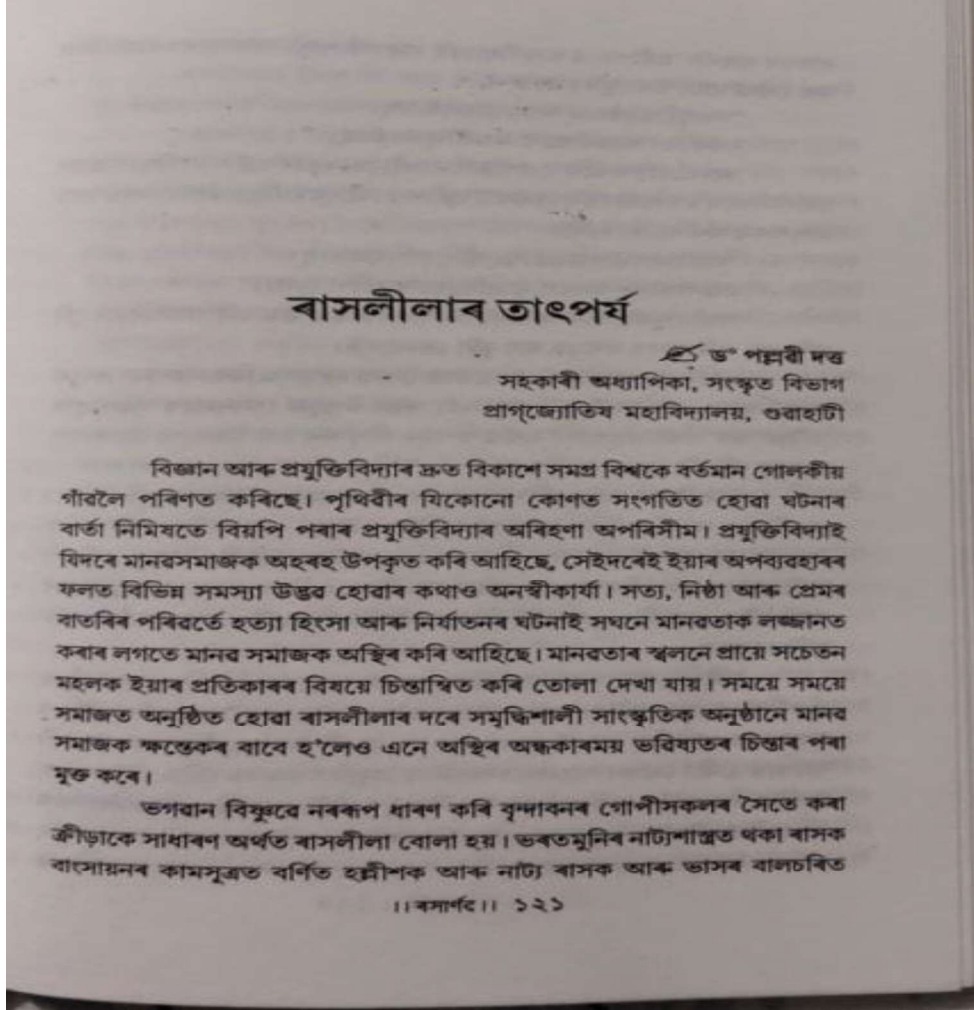 ৰাসলীলাৰ তাৎপৰ্য
ড° পল্লৱী দত্ত
সহকাৰী অধ্যাপিকা, সংস্কৃত বিভাগ
প্ৰাগ্‌জ্যোতিষ মহাবিদ্যালয়, গুৱাহাটী
বিজ্ঞান আৰু প্ৰযুক্তিবিদ্যাৰ দ্ৰুত বিকাশে সমগ্ৰ বিশ্বকে বৰ্তমান গোলকীয়
গাঁৱলৈ পৰিণত কৰিছে। পৃথিৱীৰ যিকোনো কোণত সংগতিত হোৱা ঘটনাৰ
বাৰ্তা নিমিষতে বিয়পি পৰাৰ প্ৰযুক্তিবিদ্যাৰ অৰিহণা অপৰিসীম। প্ৰযুক্তিবিদ্যাই
যিদৰে মানৱসমাজক অহৰহ উপকৃত কৰি আহিছে, সেইদৰেই ইয়াৰ অপব্যৱহাৰৰ
ফলত বিভিন্ন সমস্যা উদ্ভৱ হোৱাৰ কথাও অনস্বীকাৰ্য। সত্য, নিষ্ঠা আৰু প্ৰেমৰ
বাতৰিৰ পৰিৱৰ্তে হত্যা হিংসা আৰু নিৰ্যাতনৰ ঘটনাই সঘনে মানৱতাক লজ্জানত
কৰাৰ লগতে মানৱ সমাজক অস্থিৰ কৰি আহিছে। মানৱতাৰ স্খলনে প্ৰায়ে সচেতন
মহলক ইয়াৰ প্ৰতিকাৰৰ বিষয়ে চিন্তান্বিত কৰি তোলা দেখা যায়। সময়ে সময়ে
সমাজত অনুষ্ঠিত হোৱা ৰাসলীলাৰ দৰে সমৃদ্ধিশালী সাংস্কৃতিক অনুষ্ঠানে মানৱ
সমাজক ক্ষন্তেকৰ বাবে হ'লেও এনে অস্থিৰ অন্ধকাৰময় ভৱিষ্যতৰ চিন্তাৰ পৰা
মুক্ত কৰে।
ভগৱান বিষ্ণুৱে নৰৰূপ ধাৰণ কৰি বৃন্দাবনৰ গোপীসকলৰ সৈতে কৰা
ক্ৰীড়াকে সাধাৰণ অৰ্থত ৰাসলীলা বোলা হয়। ভৰতমুনিৰ নাট্যশাস্ত্ৰত থকা ৰাসক
বাৎসায়নৰ কামসূত্ৰত বৰ্ণিত হল্লীশক আৰু নাট্য ৰাসক আৰু ভাসৰ বালচৰিত
।। ৰসাৰ্ণৱ।। ১২১